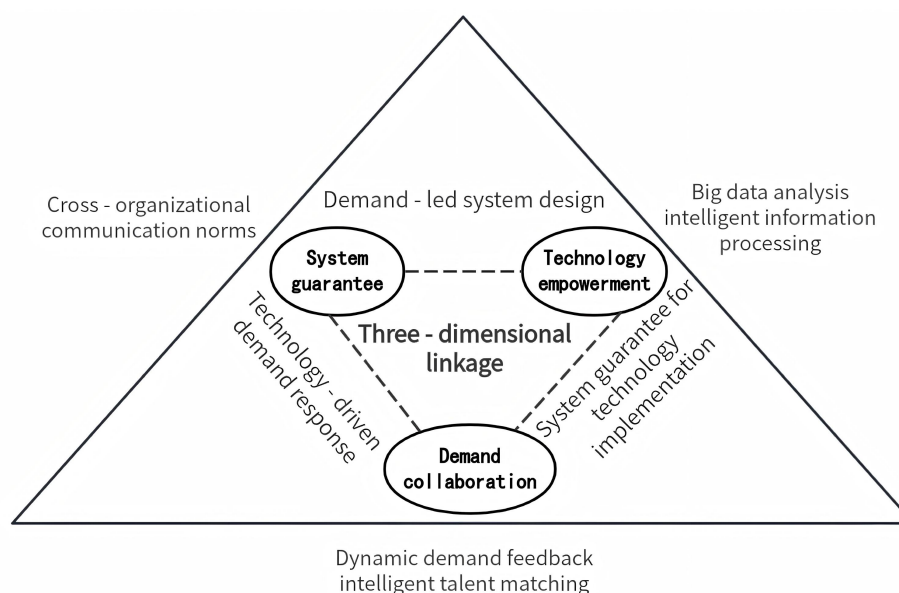 Cross - organizational
communication norms
Demand - led system design
Big data analysis
intelligent information
processing
System
guarantee
Technology
empowerment
Three - dimensional
linkage
Technology - driven
demand response
System guarantee for
technology
implementation
Demand
collaboration
Dynamic demand feedback
intelligent talent matching